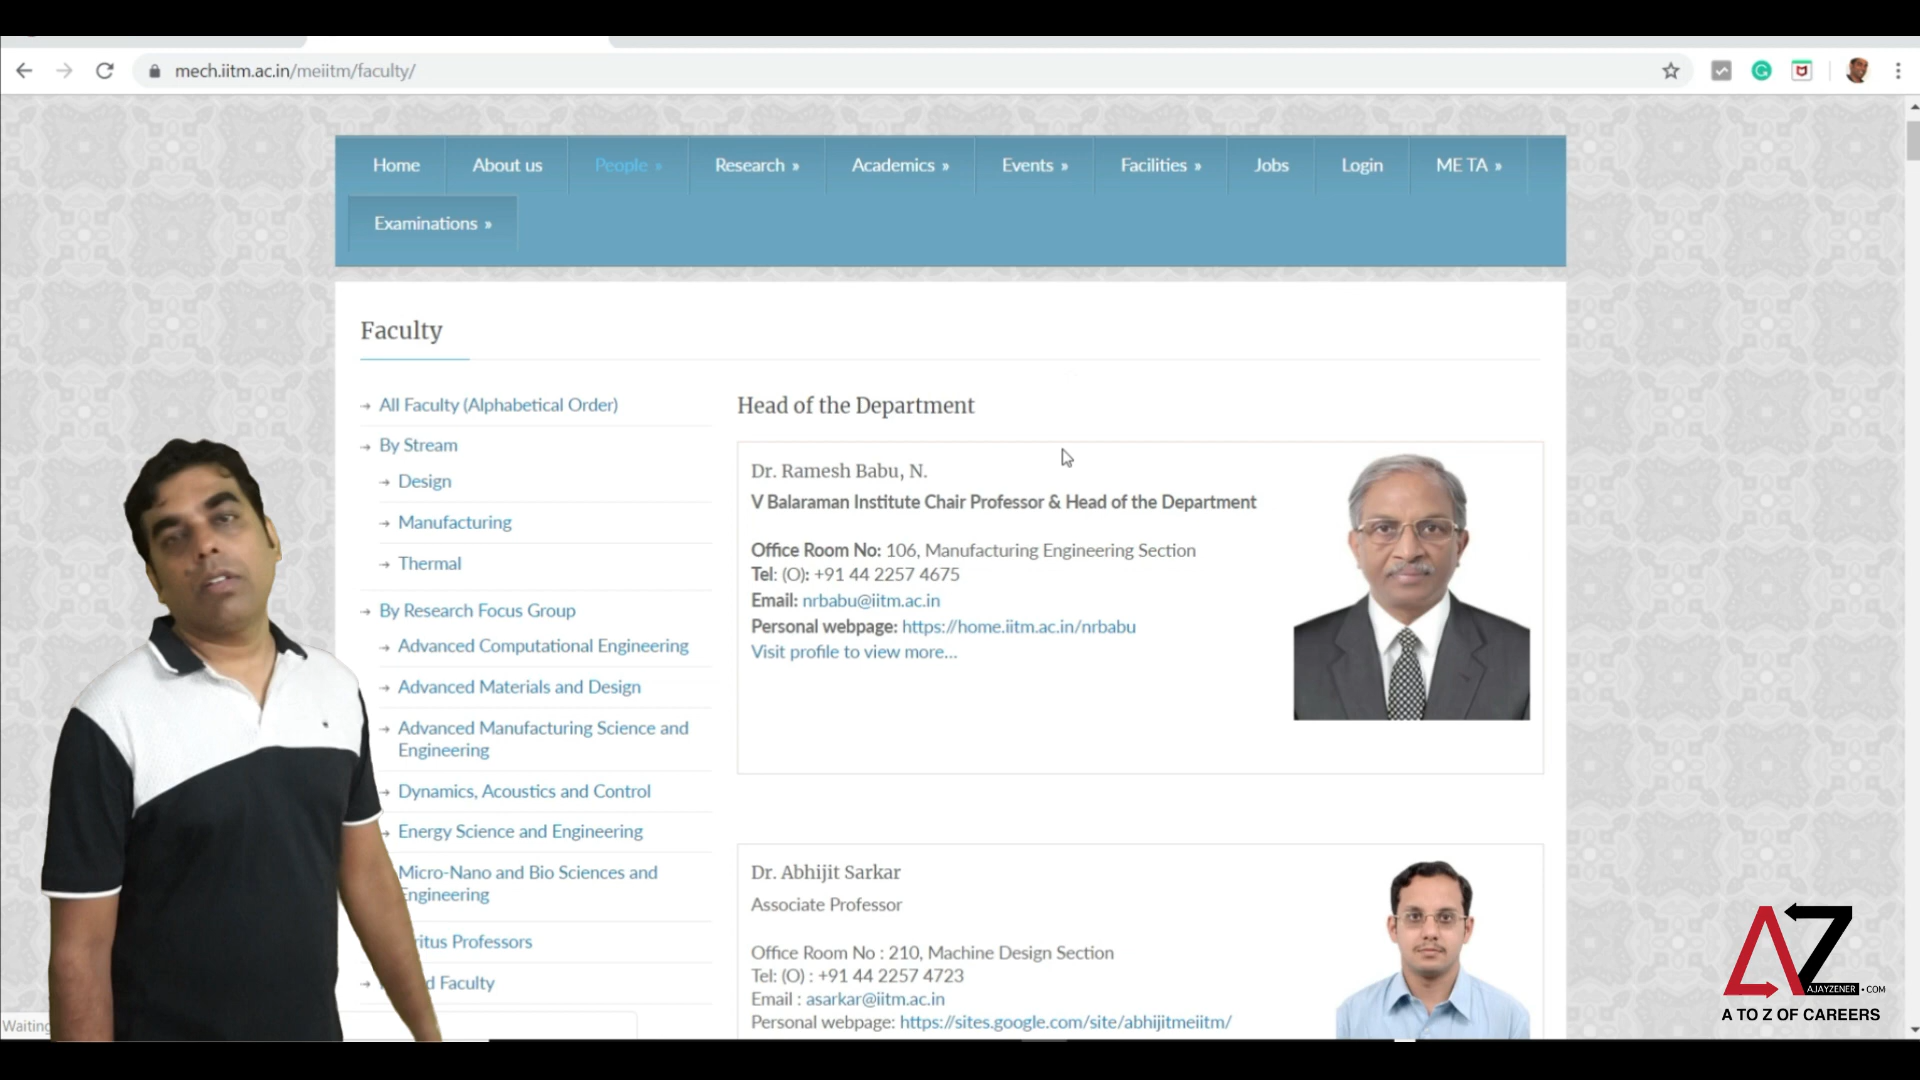 mech.iitm.ac.in/meiitm/faculty/
Home
About us
People »
Research »
Academics »
Events »
Facilities »
Jobs
Login
ME TA »
Examinations »
Faculty
All Faculty (Alphabetical Order)
By Stream
Design
Manufacturing
Thermal
By Research Focus Group
Advanced Computational Engineering
Advanced Materials and Design
Advanced Manufacturing Science and
Engineering
Dynamics, Acoustics and Control
Energy Science and Engineering
Micro-Nano and Bio Sciences and
Engineering
Professors
Faculty
Head of the Department
Dr. Ramesh Babu, N.
V Balaraman Institute Chair Professor & Head of the Department
Office Room No: 106, Manufacturing Engineering Section
Tel: (O): +91 44 2257 4675
Email: nrbabu@iitm.ac.in
Personal webpage: https://home.iitm.ac.in/nrbabu
Visit profile to view more...
Dr. Abhijit Sarkar
Associate Professor
Office Room No : 210, Machine Design Section
Tel: (O) : +91 44 2257 4723
Email : asarkar@iitm.ac.in
Personal webpage: https://sites.google.com/site/abhijitmeiitm/
Waiting
AZ
AJAYZENER.COM
A TO Z OF CAREERS